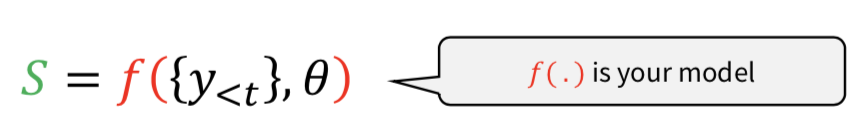 S = f({y<t}, θ)
f(.) is your model